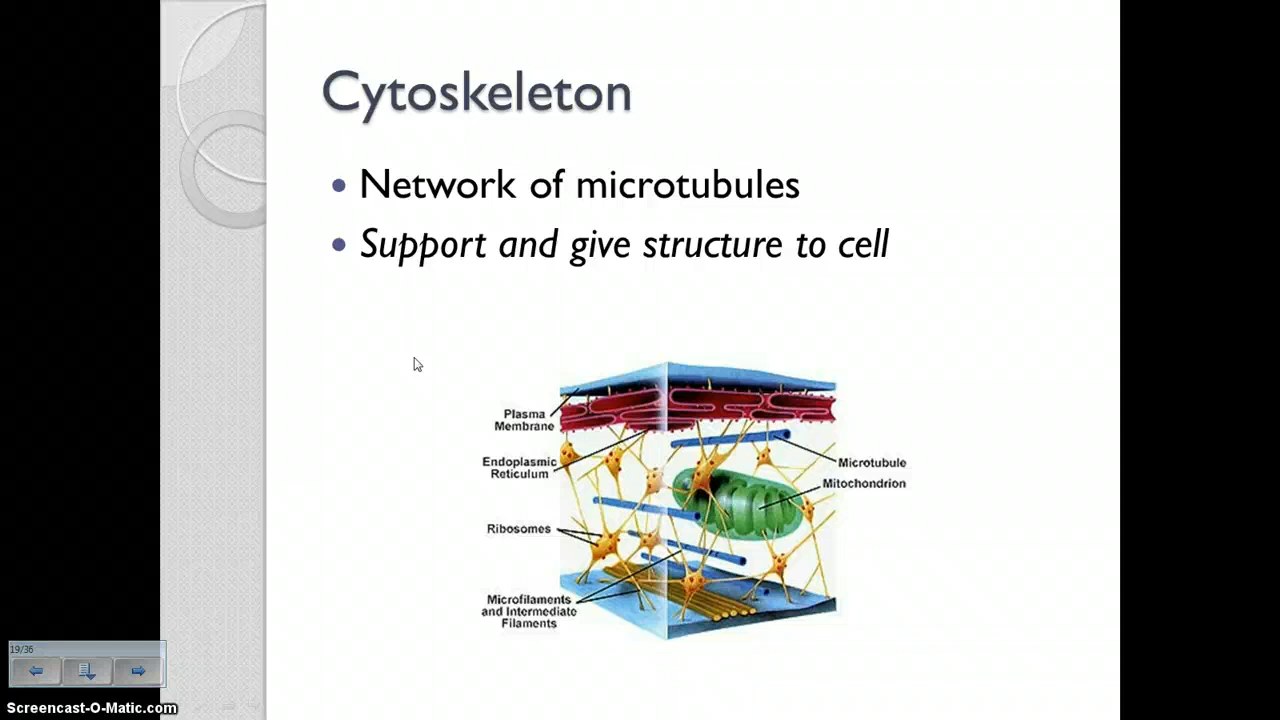 Cytoskeleton
Network of microtubules
Support and give structure to cell
Plasma
Membrane
Endoplasmic
Reticulum
Ribosomes
Microfilaments
and Intermediate
Filaments
Microtubule
Mitochondrion
19/36
Screencast-O-Matic.com